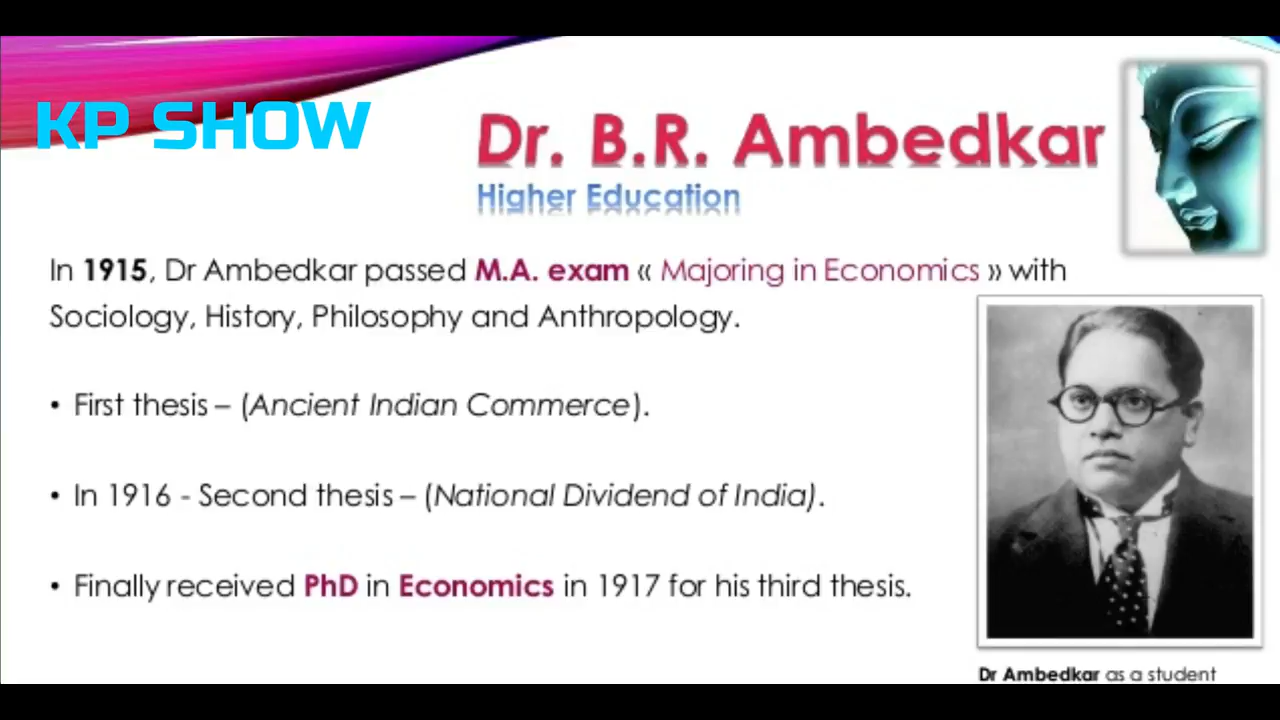 KP SHOW
Dr. B.R. Ambedkar
Higher Education
In 1915, Dr Ambedkar passed M.A. exam « Majoring in Economics » with
Sociology, History, Philosophy and Anthropology.
• First thesis – (Ancient Indian Commerce).
• In 1916 - Second thesis – (National Dividend of India).
• Finally received PhD in Economics in 1917 for his third thesis.
Dr Ambedkar as a student